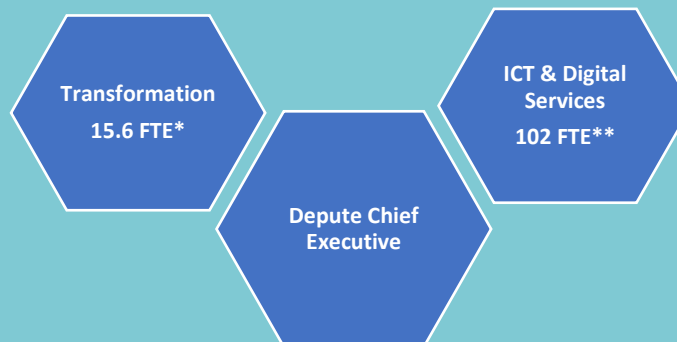 Transformation
15.6 FTE*
ICT & Digital
Services
102 FTE**
Depute Chief
Executive